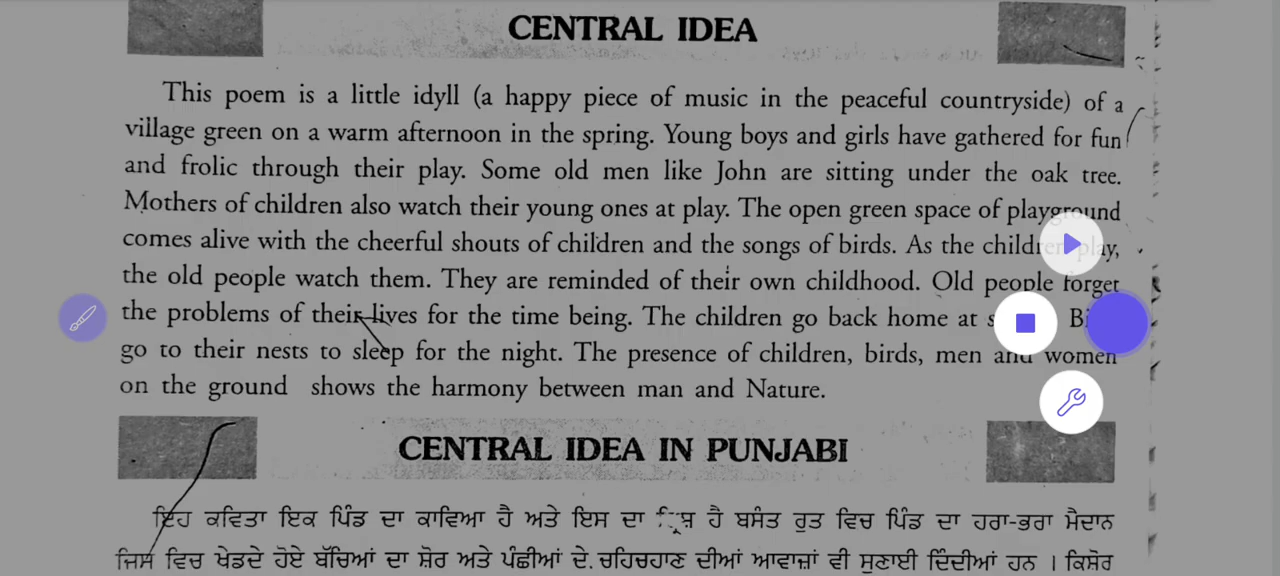 CENTRAL IDEA
This poem is a little idyll (a happy piece of music in the peaceful countryside) of a
village green on a warm afternoon in the spring. Young boys and girls have gathered for fun
and frolic through their play. Some old men like John are sitting under the oak tree.
Mothers of children also watch their young ones at play. The open green space of playground
comes alive with the cheerful shouts of children and the songs of birds. As the children play,
the old people watch them. They are reminded of their own childhood. Old people forget
the problems of their lives for the time being. The children go back home at
go to their nests to sleep for the night. The presence of children, birds, men and women
on the ground shows the harmony between man and Nature.
CENTRAL IDEA IN PUNJABI
ਇਹ ਕਵਿਤਾ ਇਕ ਪਿੰਡ ਦਾ ਕਾਵਿਆ ਹੈ ਅਤੇ ਇਸ ਦਾ ਹੈ ਬਸੰਤ ਰੁਤ ਵਿਚ ਪਿੰਡ ਦਾ ਹਰਾ-ਭਰਾ ਮੈਦਾਨ
ਜਿਸ ਵਿਚ ਖੇਡਦੇ ਹੋਏ ਬੱਚਿਆਂ ਦਾ ਸ਼ੋਰ ਅਤੇ ਪੰਛੀਆਂ ਦੇ. ਚਹਿਚਹਾਣ ਦੀਆਂ ਆਵਾਜ਼ਾਂ ਵੀ ਸੁਣਾਈ ਦਿੰਦੀਆਂ ਹਨ । ਕਿਸ਼ੋਰ